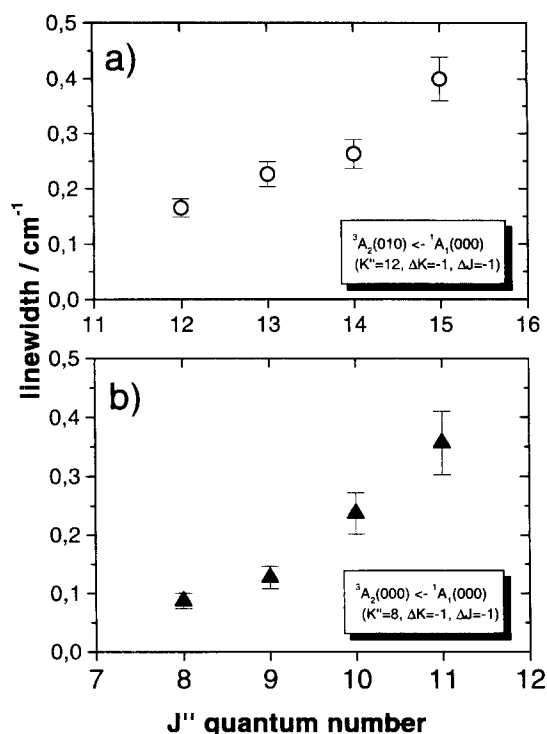 linewidth / cm⁻¹
a)
0,5
0,4
0,3
0,2
0,1
0,0
³A₂(010) <- ¹A₁(000)
(K''=12, ΔK=-1, ΔJ=-1)
11 12 13 14 15 16
b)
0,5
0,4
0,3
0,2
0,1
0,0
³A₂(000) <- ¹A₁(000)
(K''=8, ΔK=-1, ΔJ=-1)
7 8 9 10 11 12
J'' quantum number